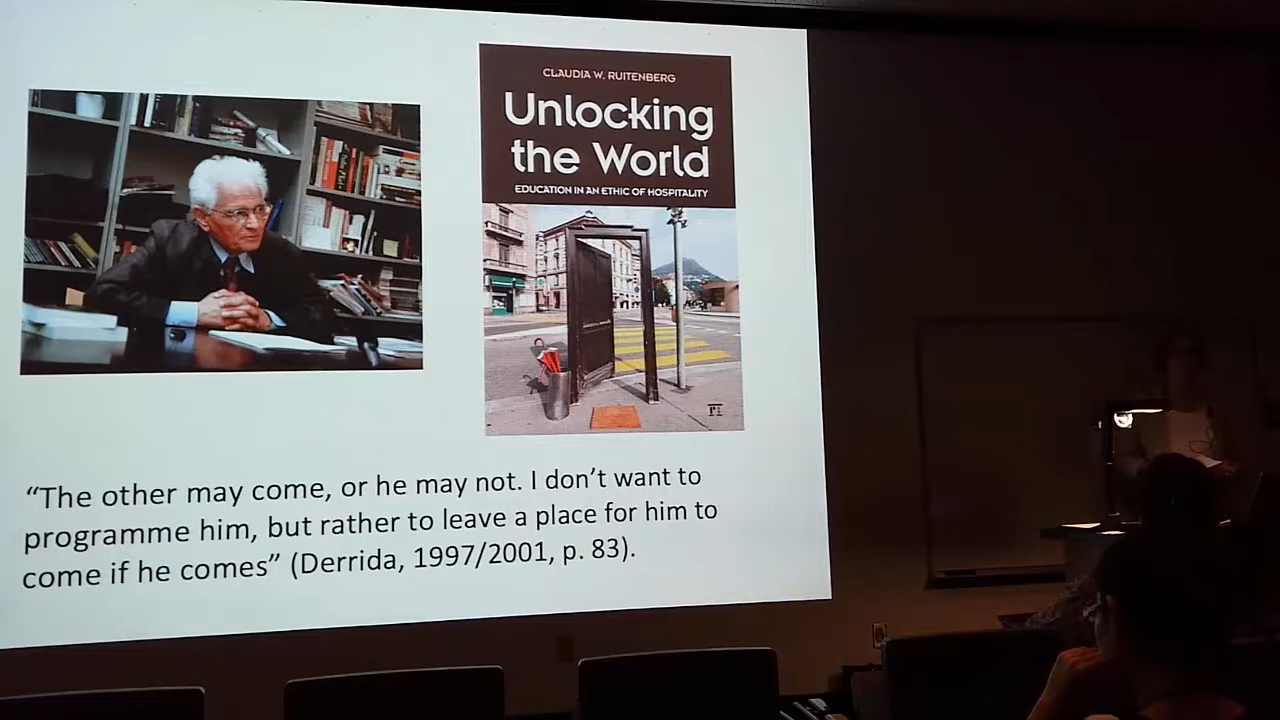 CLAUDIA W. RUITENBERG
Unlocking
the World
EDUCATION IN AN ETHIC OF HOSPITALITY
“The other may come, or he may not. I don’t want to
programme him, but rather to leave a place for him to
come if he comes” (Derrida, 1997/2001, p. 83).